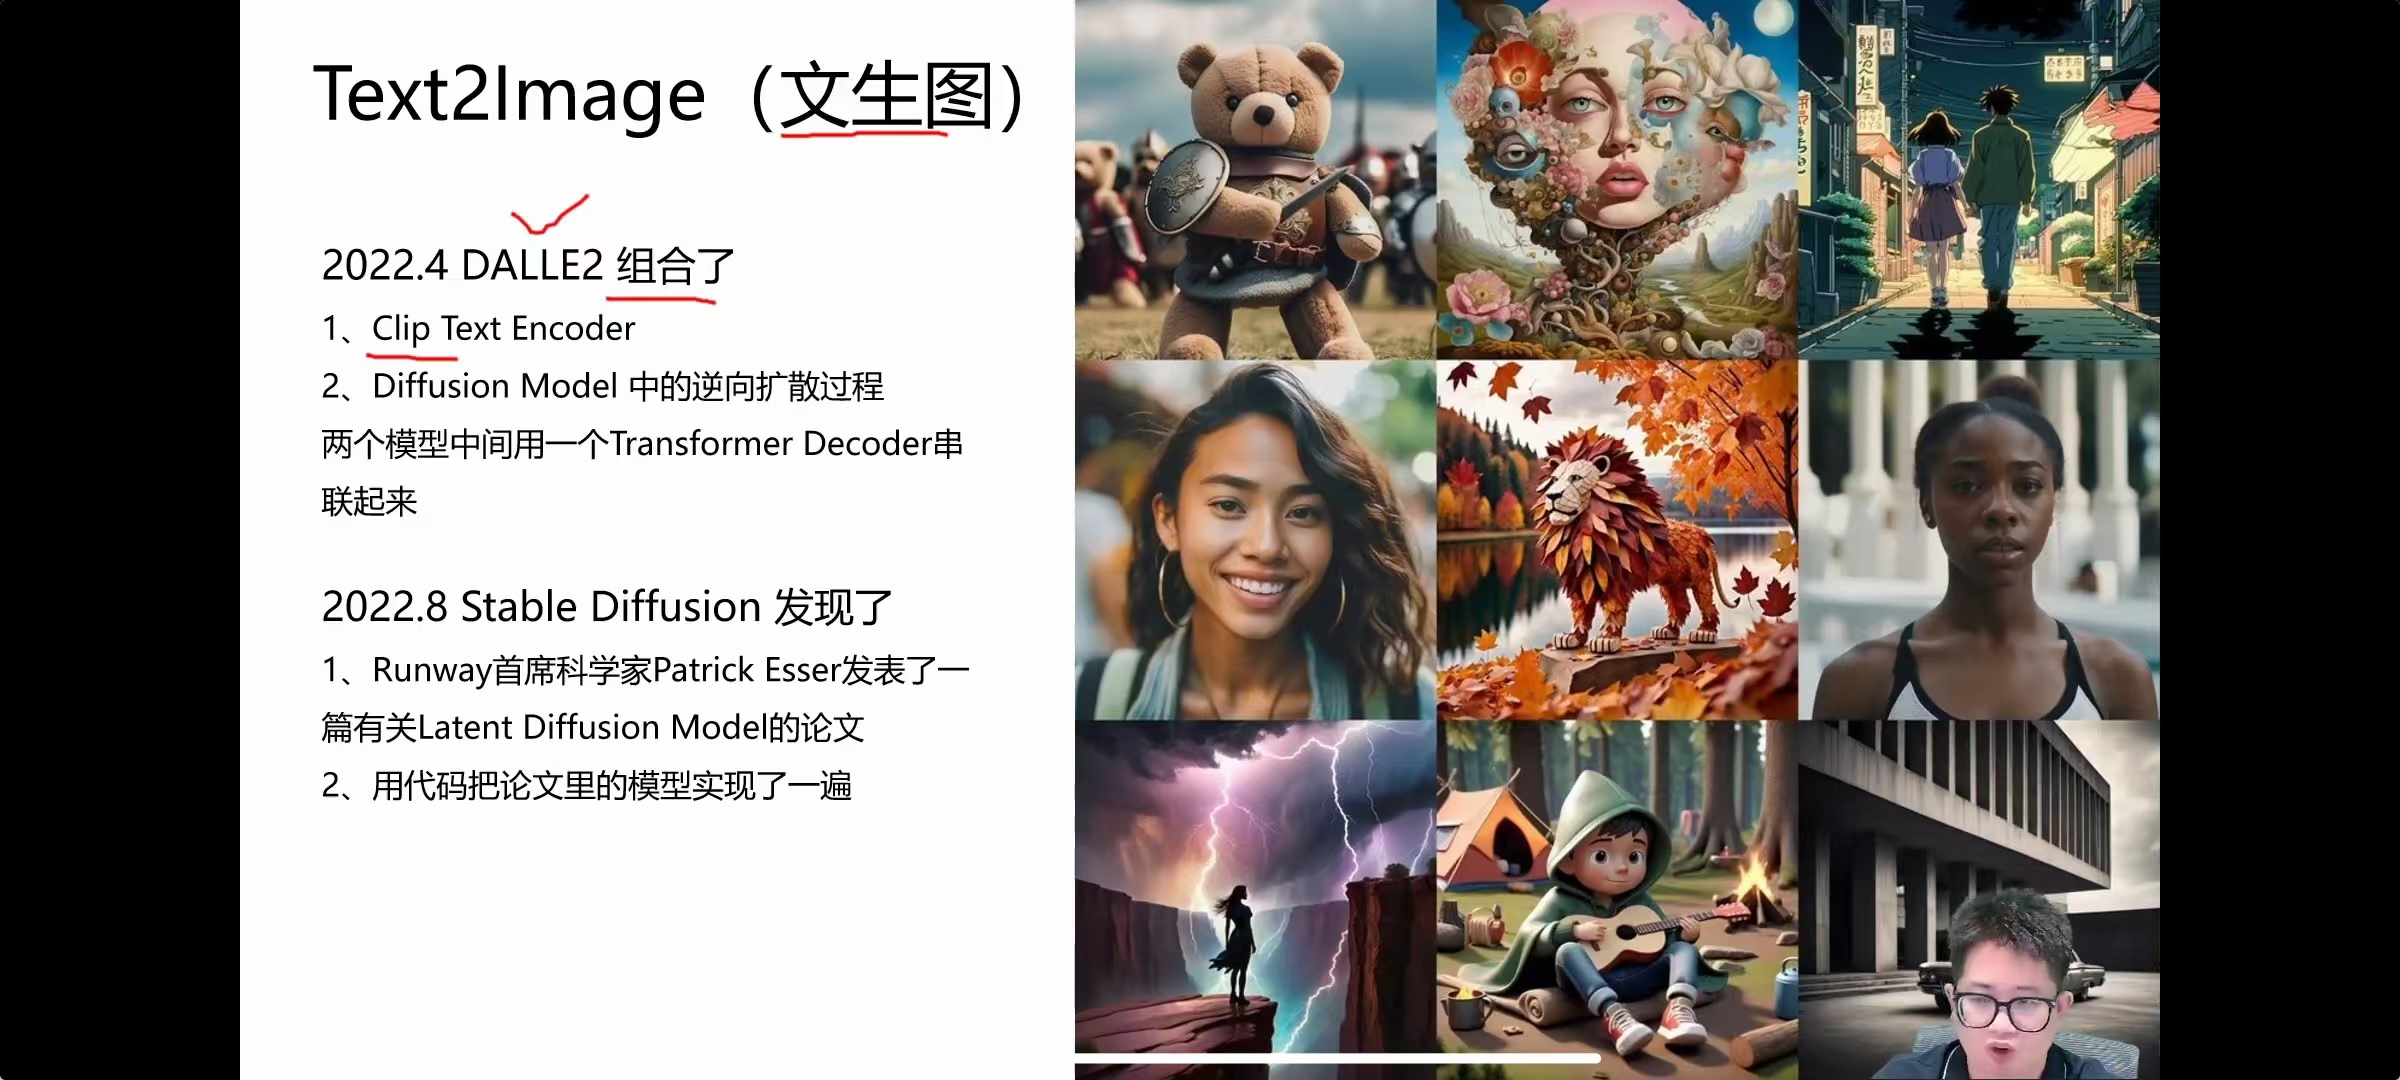 Text2Image（文生图）
2022.4 DALLE2 组合了
1、Clip Text Encoder
2、Diffusion Model 中的逆向扩散过程
两个模型中间用一个Transformer Decoder串
联起来
2022.8 Stable Diffusion 发现了
1、Runway首席科学家Patrick Esser发表了一
篇有关Latent Diffusion Model的论文
2、用代码把论文里的模型实现了一遍